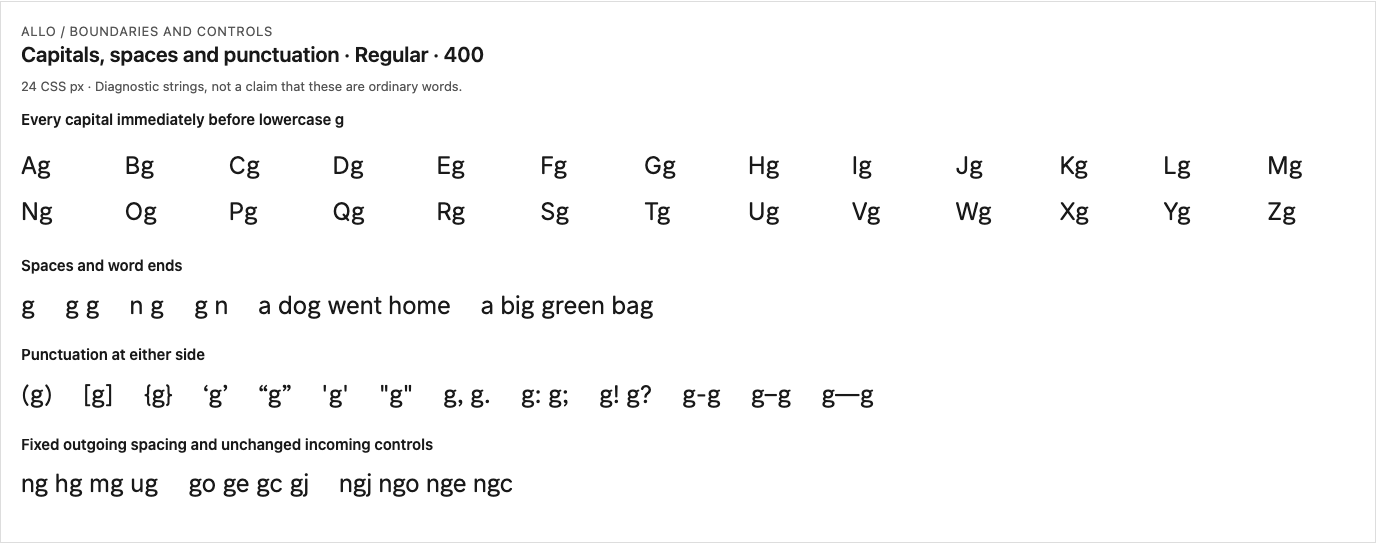 ALLO / BOUNDARIES AND CONTROLS
Capitals, spaces and punctuation · Regular · 400
24 CSS px · Diagnostic strings, not a claim that these are ordinary words.
Every capital immediately before lowercase g
Ag Bg Cg Dg Eg Fg Gg Hg Ig Jg Kg Lg Mg
Ng Og Pg Qg Rg Sg Tg Ug Vg Wg Xg Yg Zg
Spaces and word ends
g g g n g g n a dog went home a big green bag
Punctuation at either side
(g) [g] {g} ‘g’ “g” 'g' "g" g, g. g: g; g! g? g-g g–g g—g
Fixed outgoing spacing and unchanged incoming controls
ng hg mg ug go ge gc gj ngj ngo nge ngc